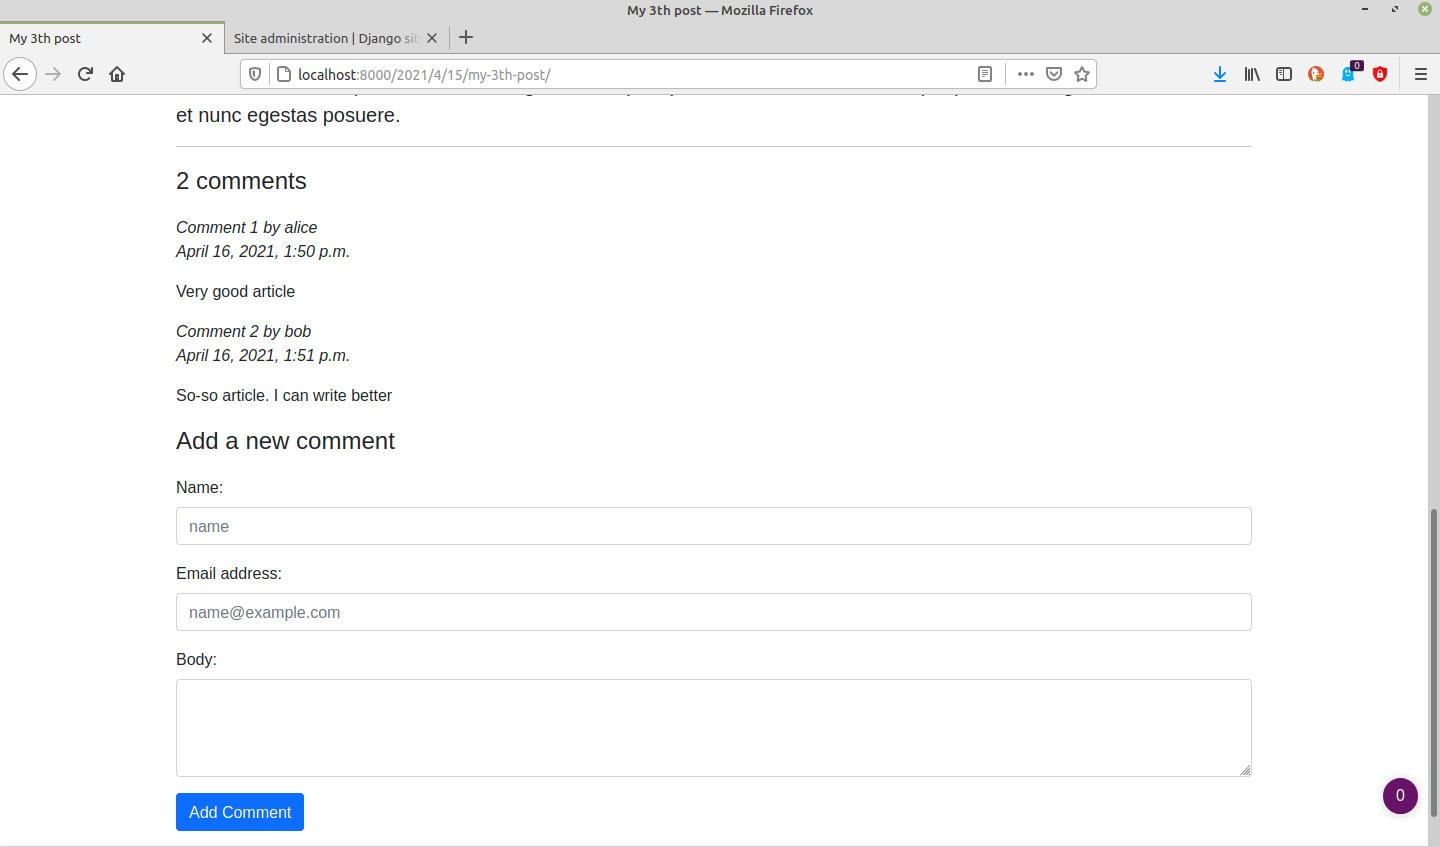 My 3th post — Mozilla Firefox
My 3th post
Site administration | Django sit
localhost:8000/2021/4/15/my-3th-post/
0
et nunc egestas posuere.
2 comments
Comment 1 by alice
April 16, 2021, 1:50 p.m.
Very good article
Comment 2 by bob
April 16, 2021, 1:51 p.m.
So-so article. I can write better
Add a new comment
Name:
name
Email address:
name@example.com
Body:
Add Comment
0